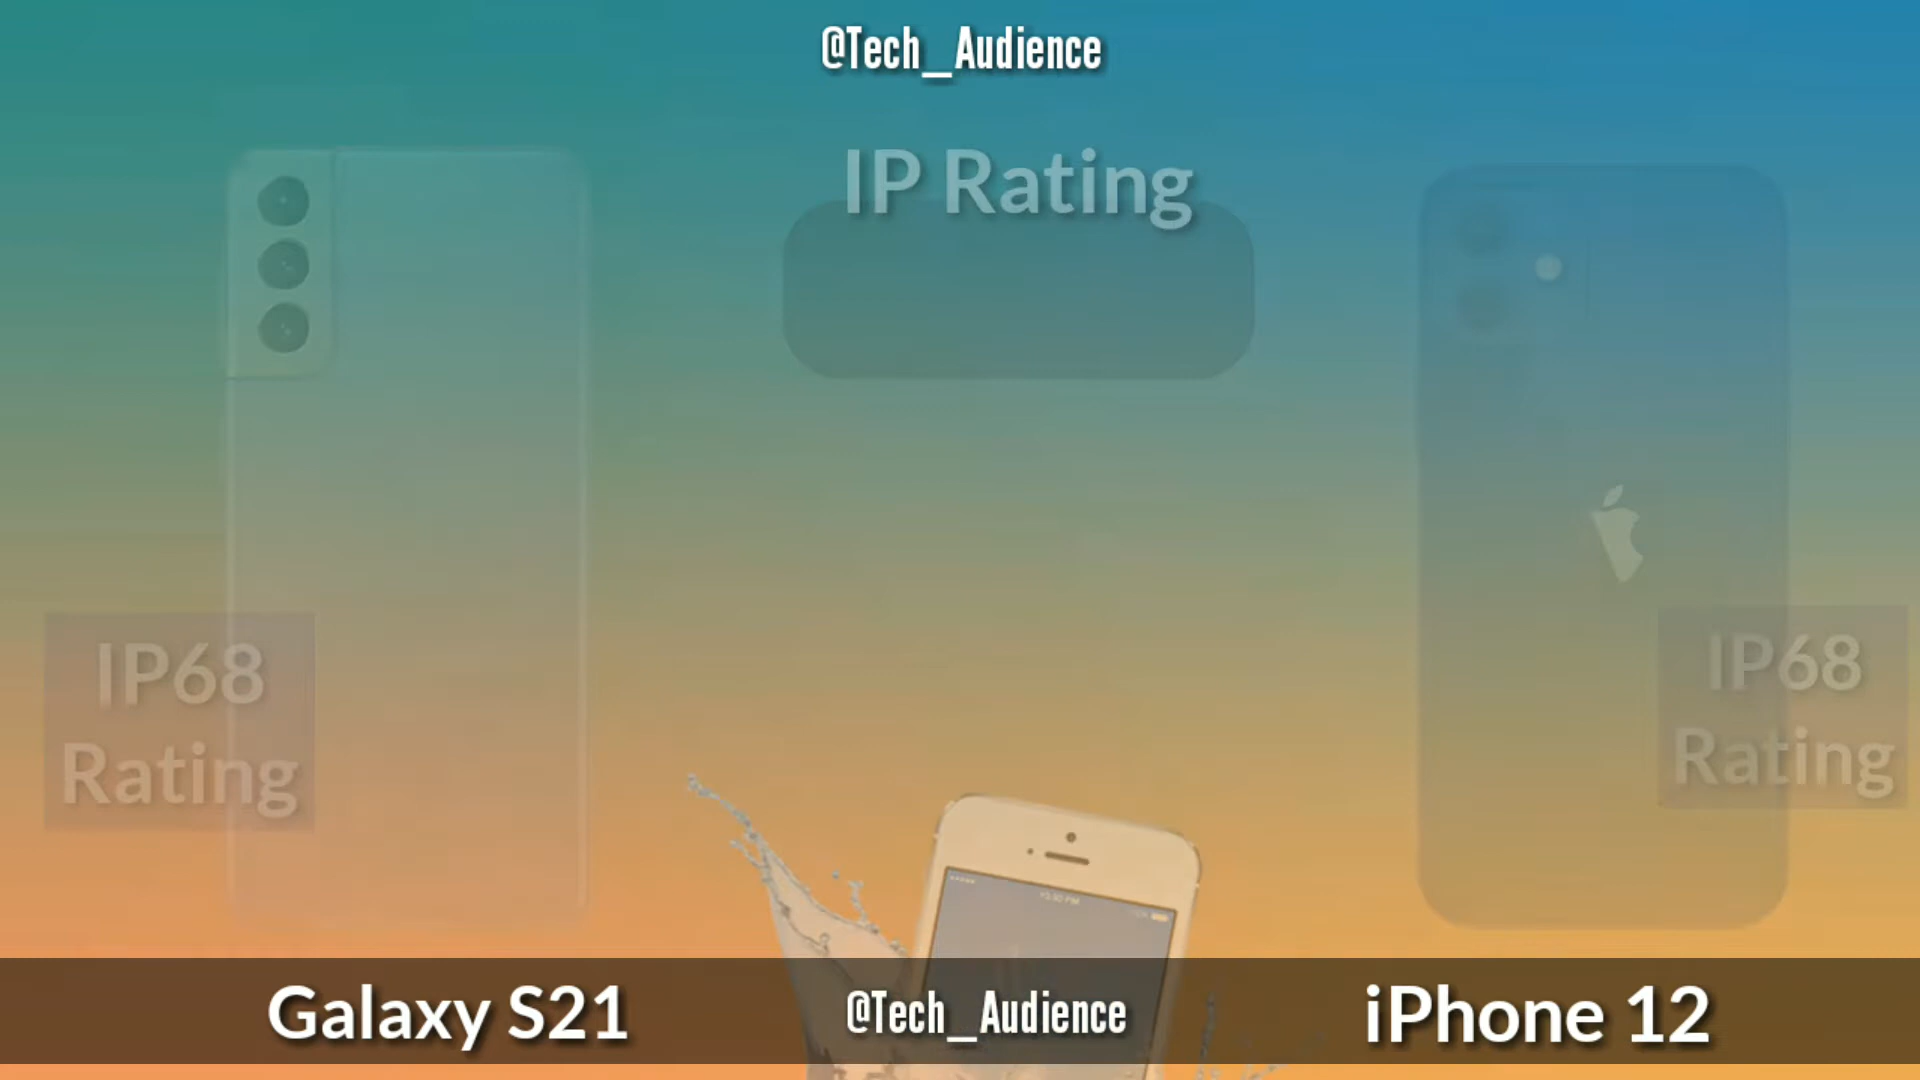 @Tech_Audience
IP Rating
IP68
Rating
IP68
Rating
Galaxy S21
@Tech_Audience
iPhone 12